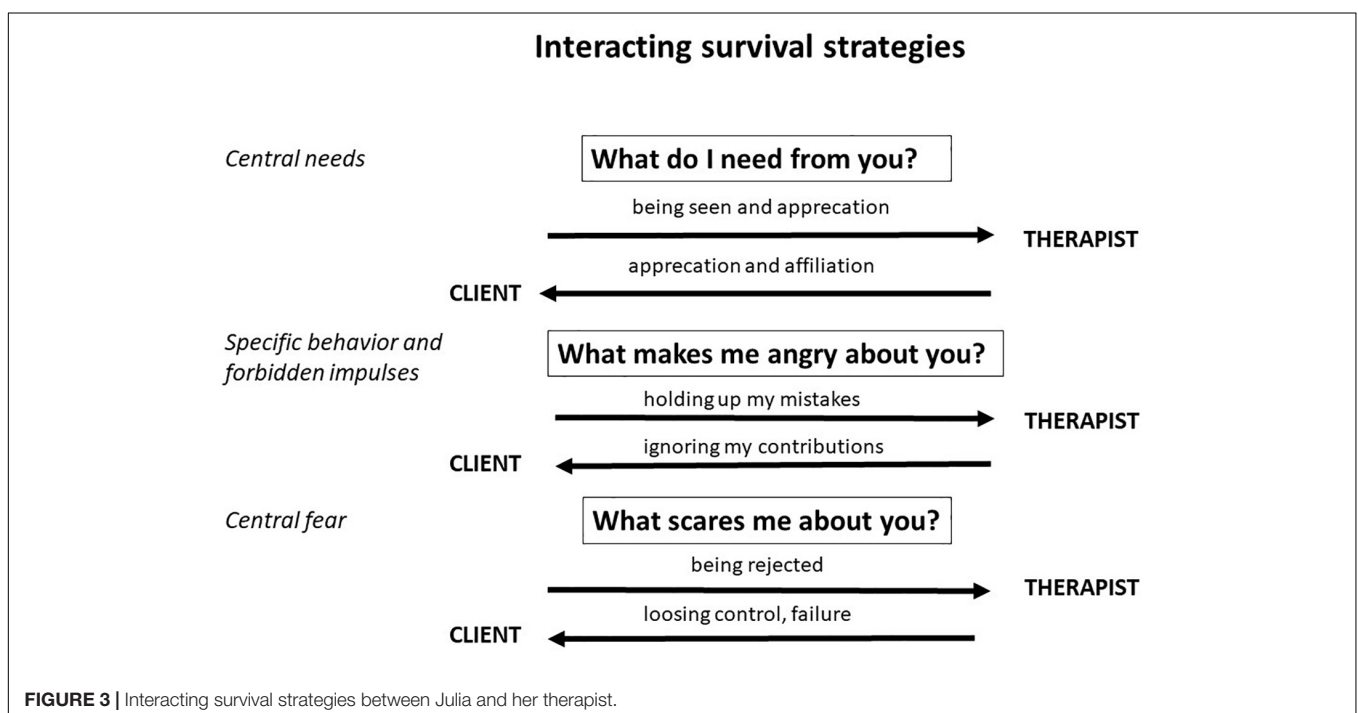 Interacting survival strategies
Central needs
What do I need from you?
being seen and apprecation
THERAPIST
apprecation and affiliation
CLIENT
Specific behavior and
forbidden impulses
What makes me angry about you?
holding up my mistakes
THERAPIST
ignoring my contributions
CLIENT
Central fear
What scares me about you?
being rejected
THERAPIST
loosing control, failure
CLIENT
FIGURE 3 | Interacting survival strategies between Julia and her therapist.